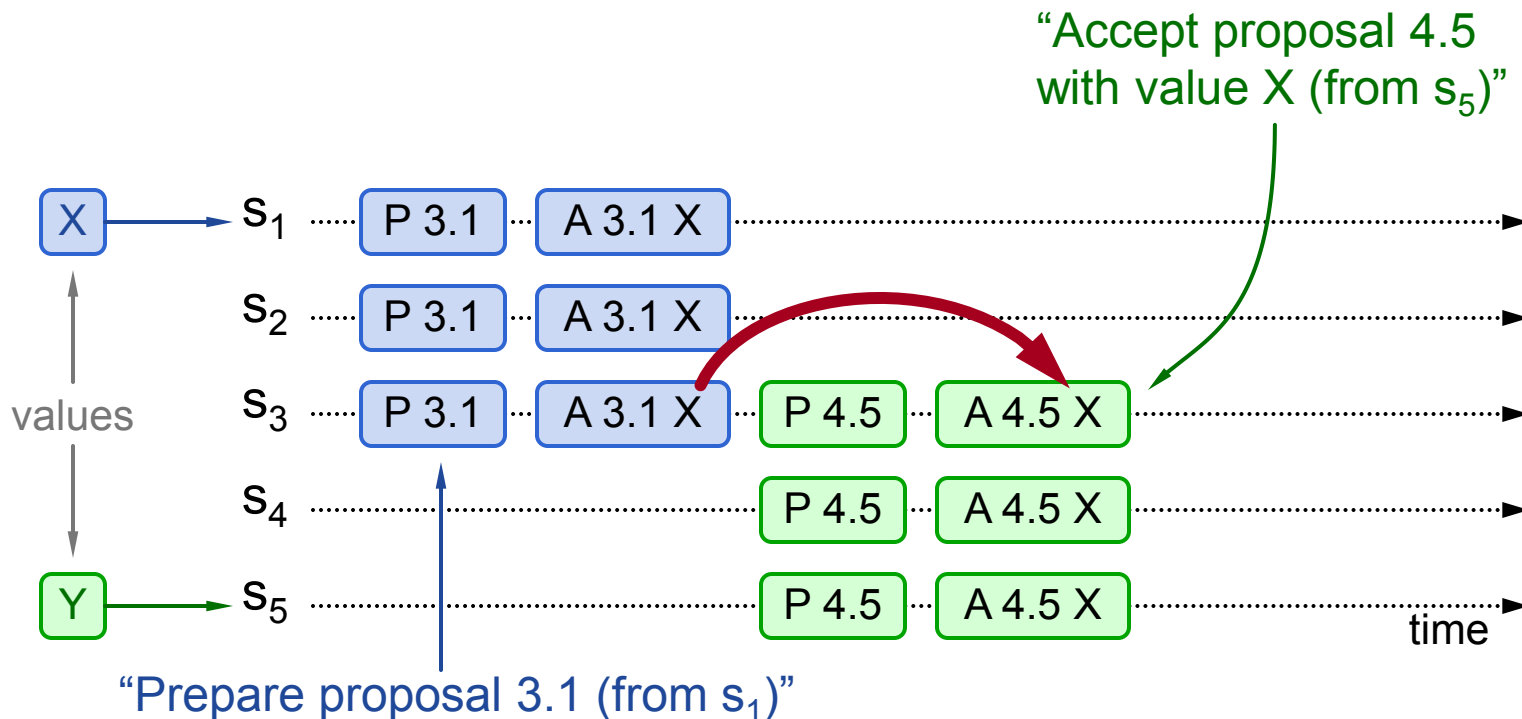 “Accept proposal 4.5
with value X (from s₅)”
X s₁ P 3.1 A 3.1 X
s₂ P 3.1 A 3.1 X
values s₃ P 3.1 A 3.1 X P 4.5 A 4.5 X
s₄ P 4.5 A 4.5 X
Y s₅ P 4.5 A 4.5 X
time
“Prepare proposal 3.1 (from s₁)”